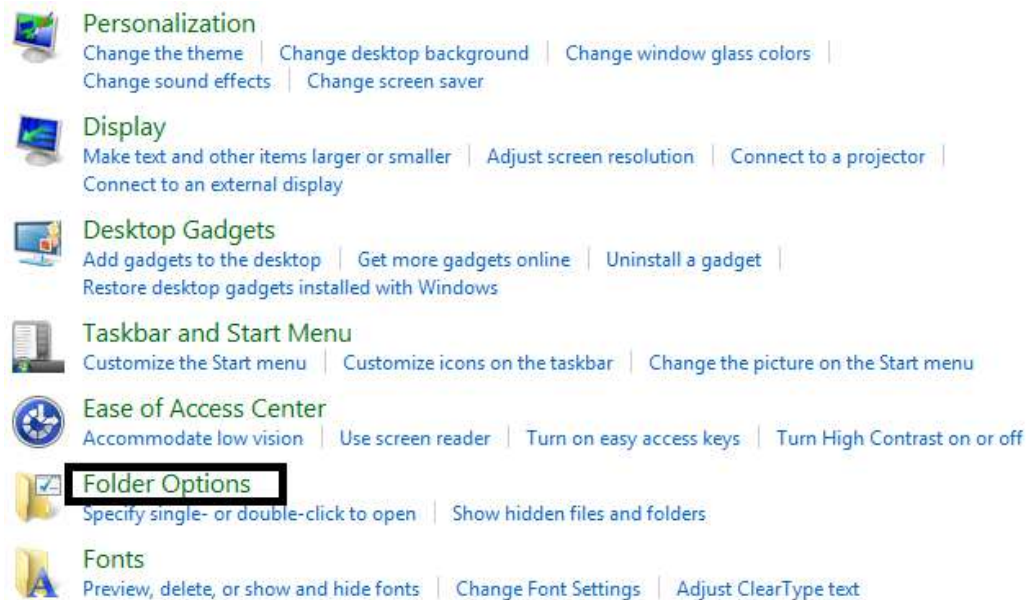 Personalization
Change the theme | Change desktop background | Change window glass colors |
Change sound effects | Change screen saver
Display
Make text and other items larger or smaller | Adjust screen resolution | Connect to a projector |
Connect to an external display
Desktop Gadgets
Add gadgets to the desktop | Get more gadgets online | Uninstall a gadget |
Restore desktop gadgets installed with Windows
Taskbar and Start Menu
Customize the Start menu | Customize icons on the taskbar | Change the picture on the Start menu
Ease of Access Center
Accommodate low vision | Use screen reader | Turn on easy access keys | Turn High Contrast on or off
Folder Options
Specify single- or double-click to open | Show hidden files and folders
Fonts
Preview, delete, or show and hide fonts | Change Font Settings | Adjust ClearType text